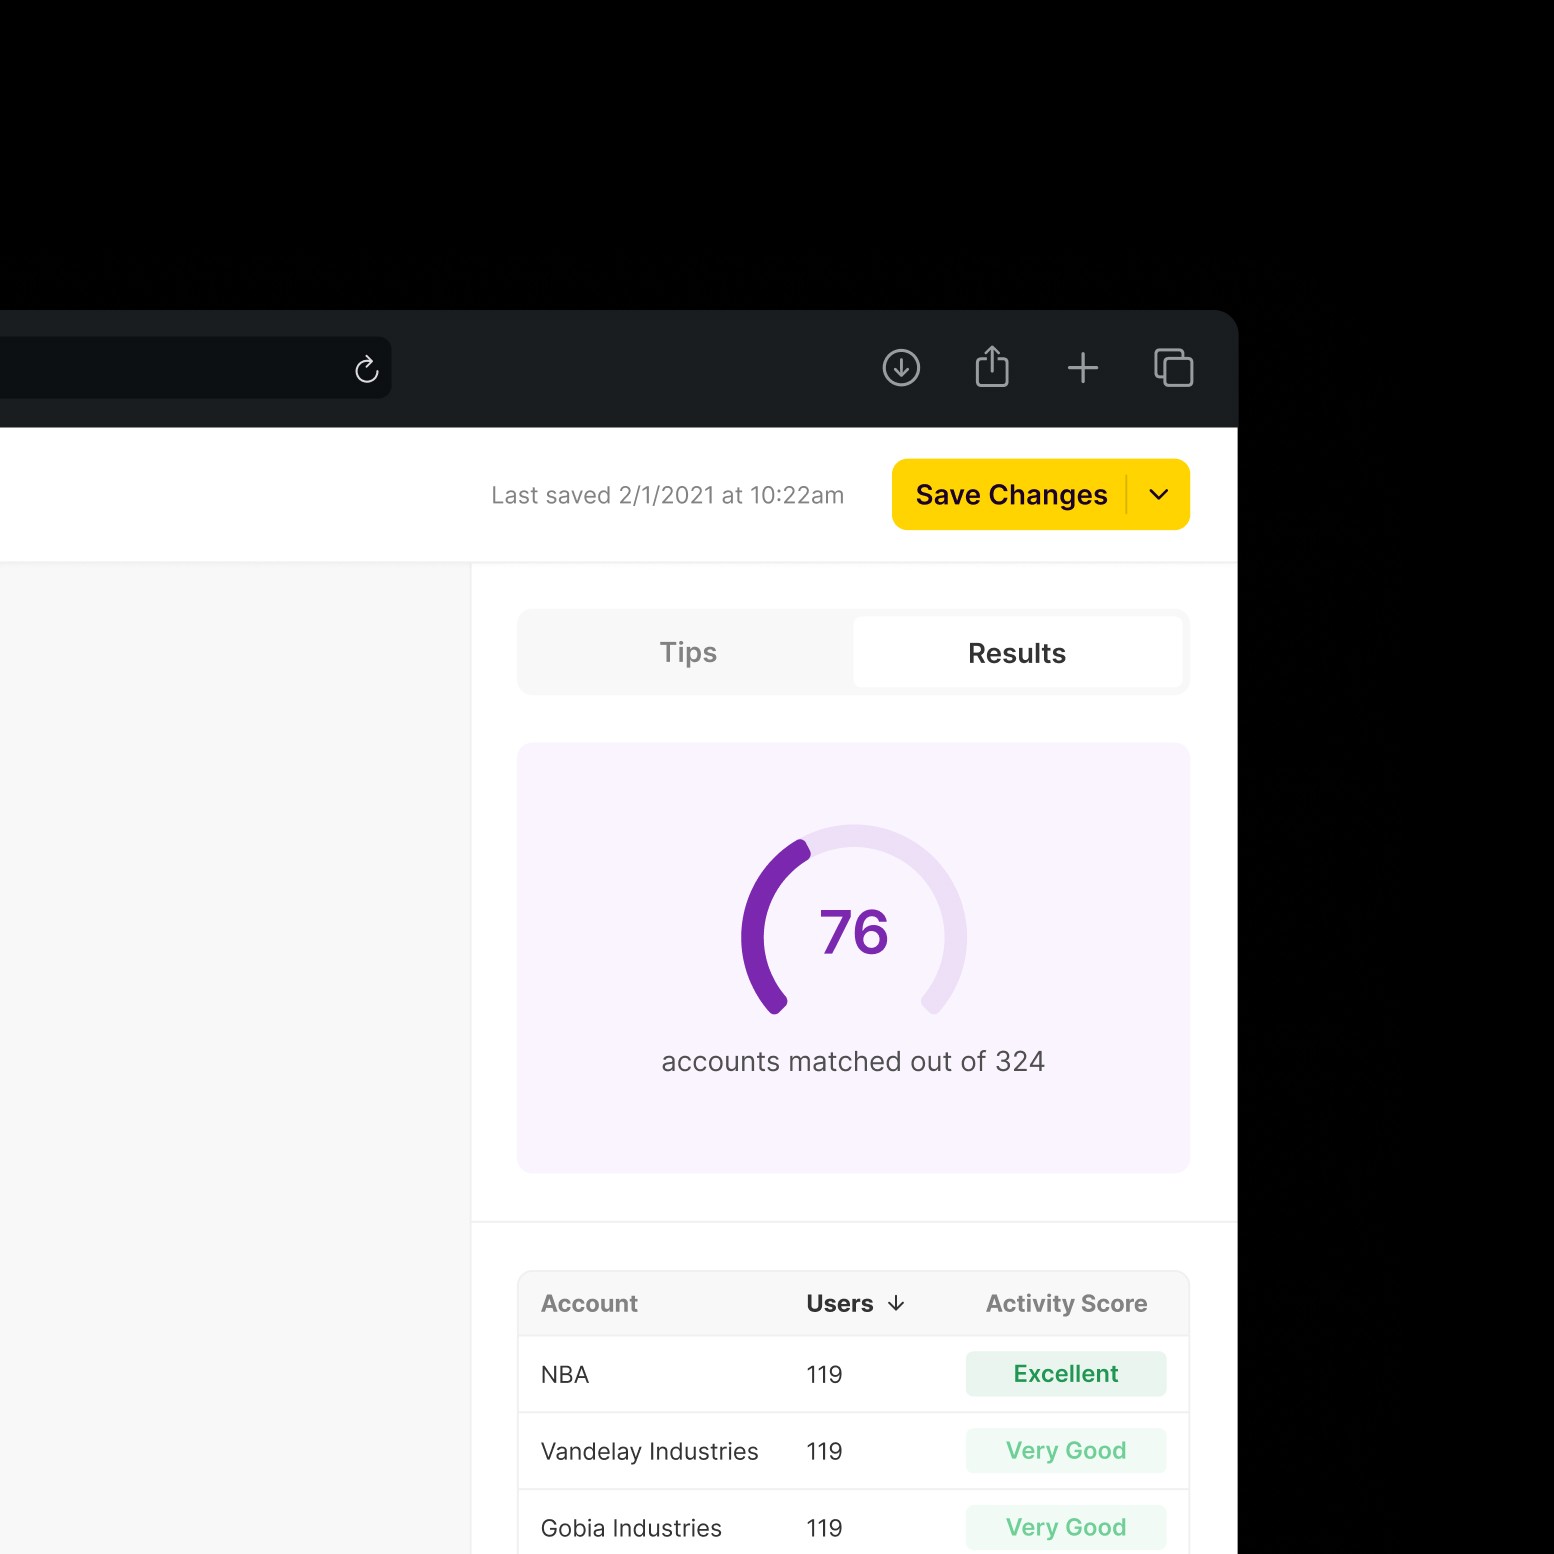 Last saved 2/1/2021 at 10:22am
Save Changes
Tips
Results
76
accounts matched out of 324
Account Users Activity Score
NBA 119 Excellent
Vandelay Industries 119 Very Good
Gobia Industries 119 Very Good